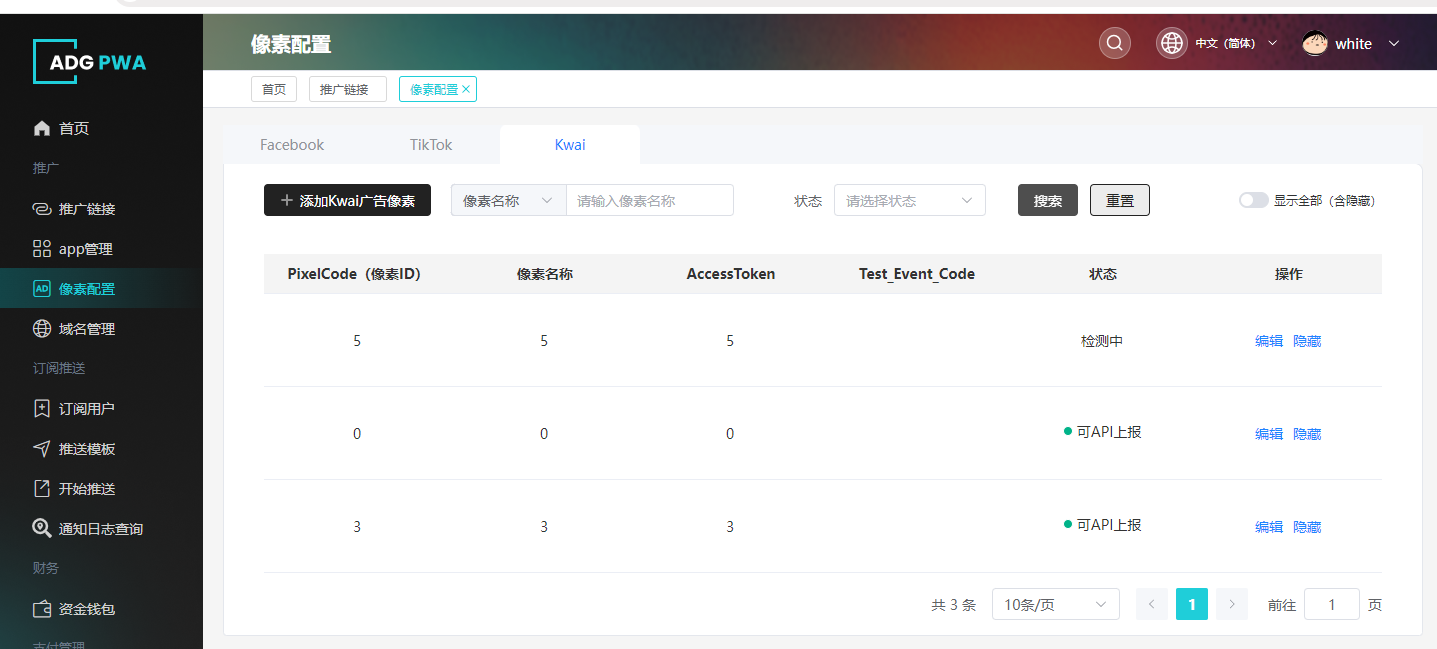 ADG PWA
像素配置
中文（简体）
white
首页
推广链接
像素配置
首页
推广
推广链接
app管理
像素配置
域名管理
订阅推送
订阅用户
推送模板
开始推送
通知日志查询
财务
资金钱包
支付管理
Facebook TikTok Kwai
添加Kwai广告像素 像素名称 请输入像素名称 状态 请选择状态 搜索 重置 显示全部（含隐藏）
PixelCode（像素ID） 像素名称 AccessToken Test_Event_Code 状态 操作
5 5 5 检测中 编辑 隐藏
0 0 0 可API上报 编辑 隐藏
3 3 3 可API上报 编辑 隐藏
共 3 条 10条/页 1 前往 1 页